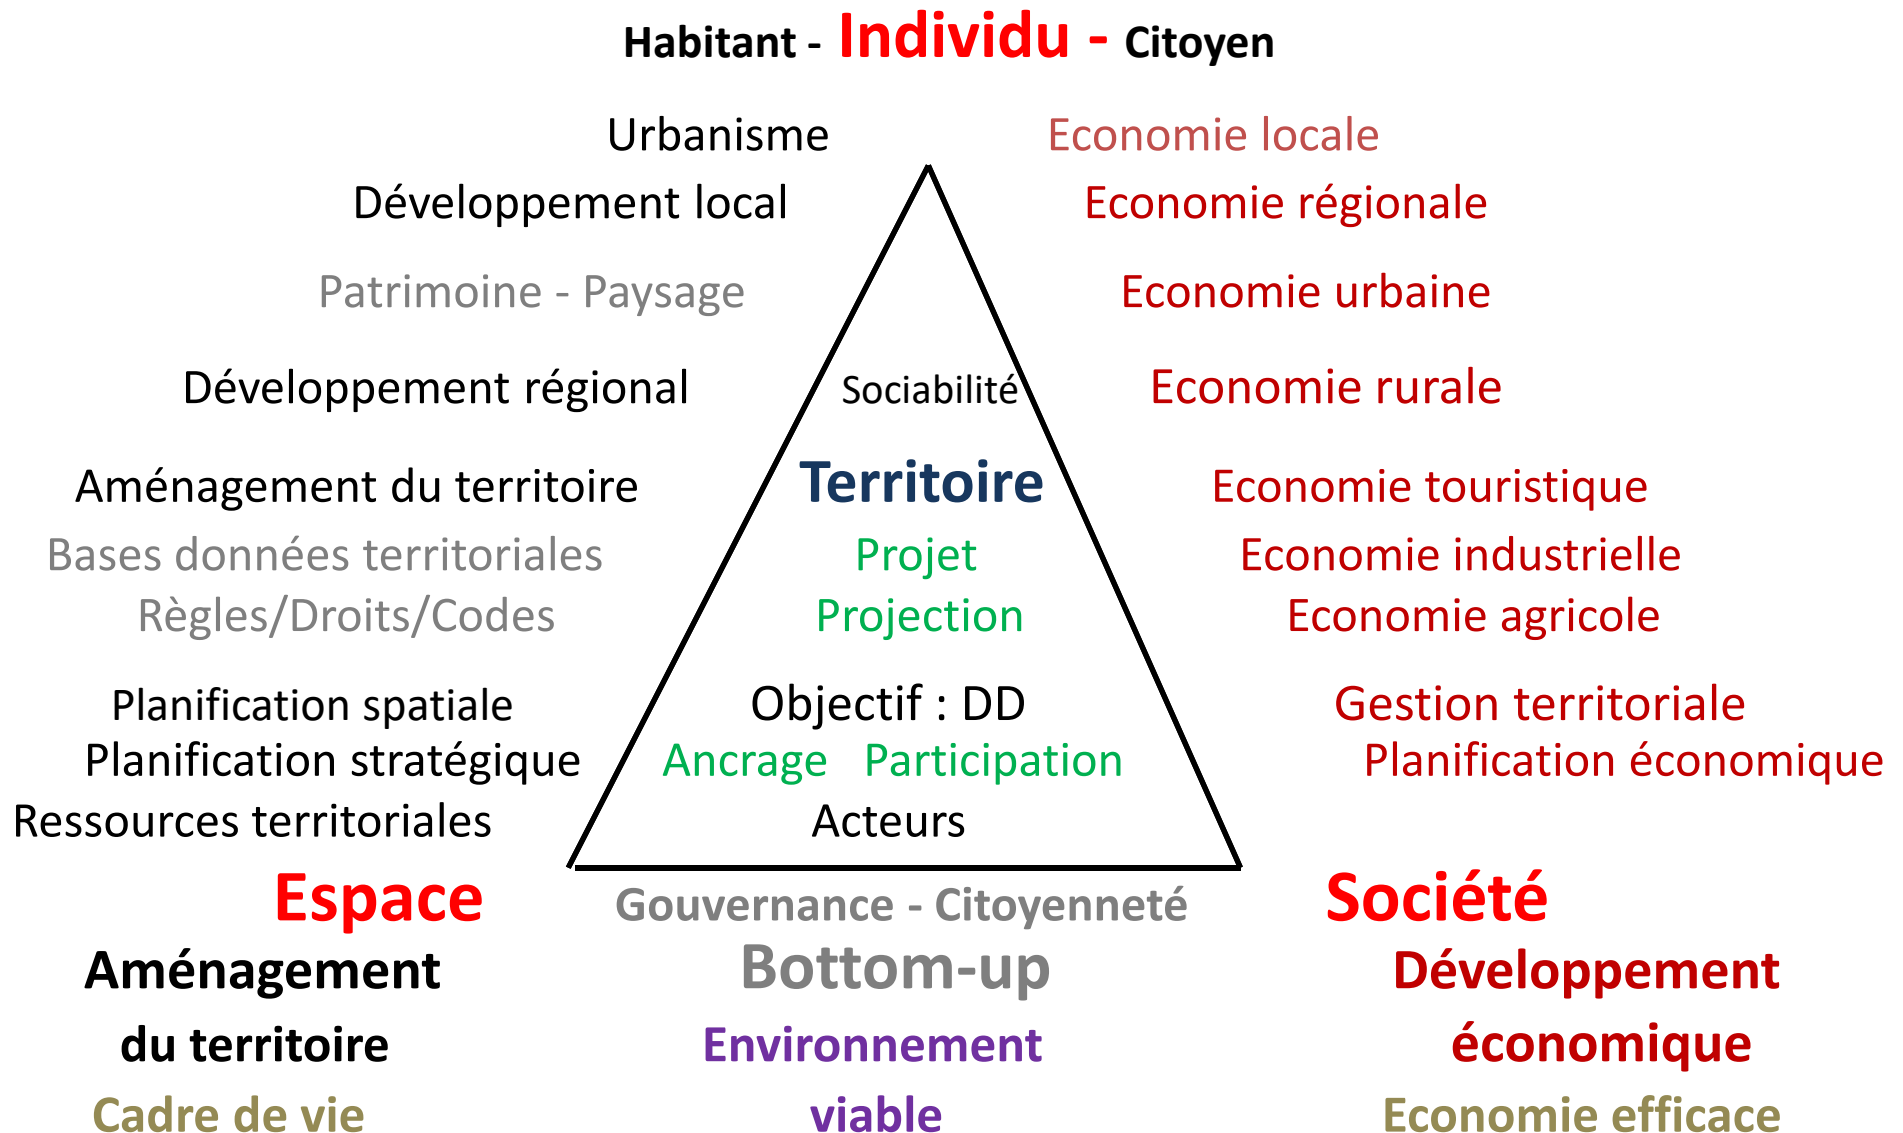 Habitant - Individu - Citoyen
Urbanisme
Economie locale
Développement local
Economie régionale
Patrimoine - Paysage
Economie urbaine
Développement régional
Sociabilité
Economie rurale
Aménagement du territoire
Territoire
Economie touristique
Bases données territoriales
Projet
Economie industrielle
Règles/Droits/Codes
Projection
Economie agricole
Planification spatiale
Objectif : DD
Gestion territoriale
Planification stratégique
Ancrage Participation
Planification économique
Ressources territoriales
Acteurs
Espace
Gouvernance - Citoyenneté
Société
Aménagement
Bottom-up
Développement
du territoire
Environnement
économique
Cadre de vie
viable
Economie efficace